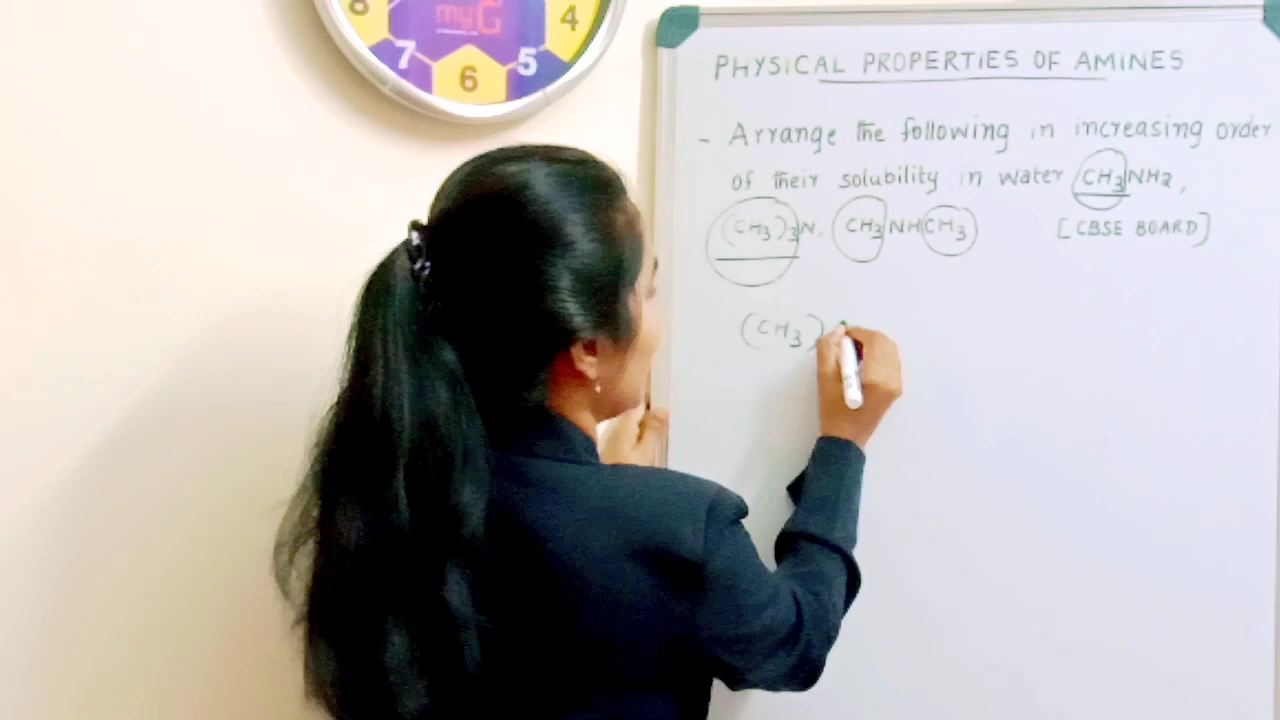 8 myG 4
7 5
6
PHYSICAL PROPERTIES OF AMINES
- Arrange the following in increasing order
of their solubility in water CH3NH2,
(CH3)3N, CH3NHCH3 [CBSE BOARD]
(CH3)